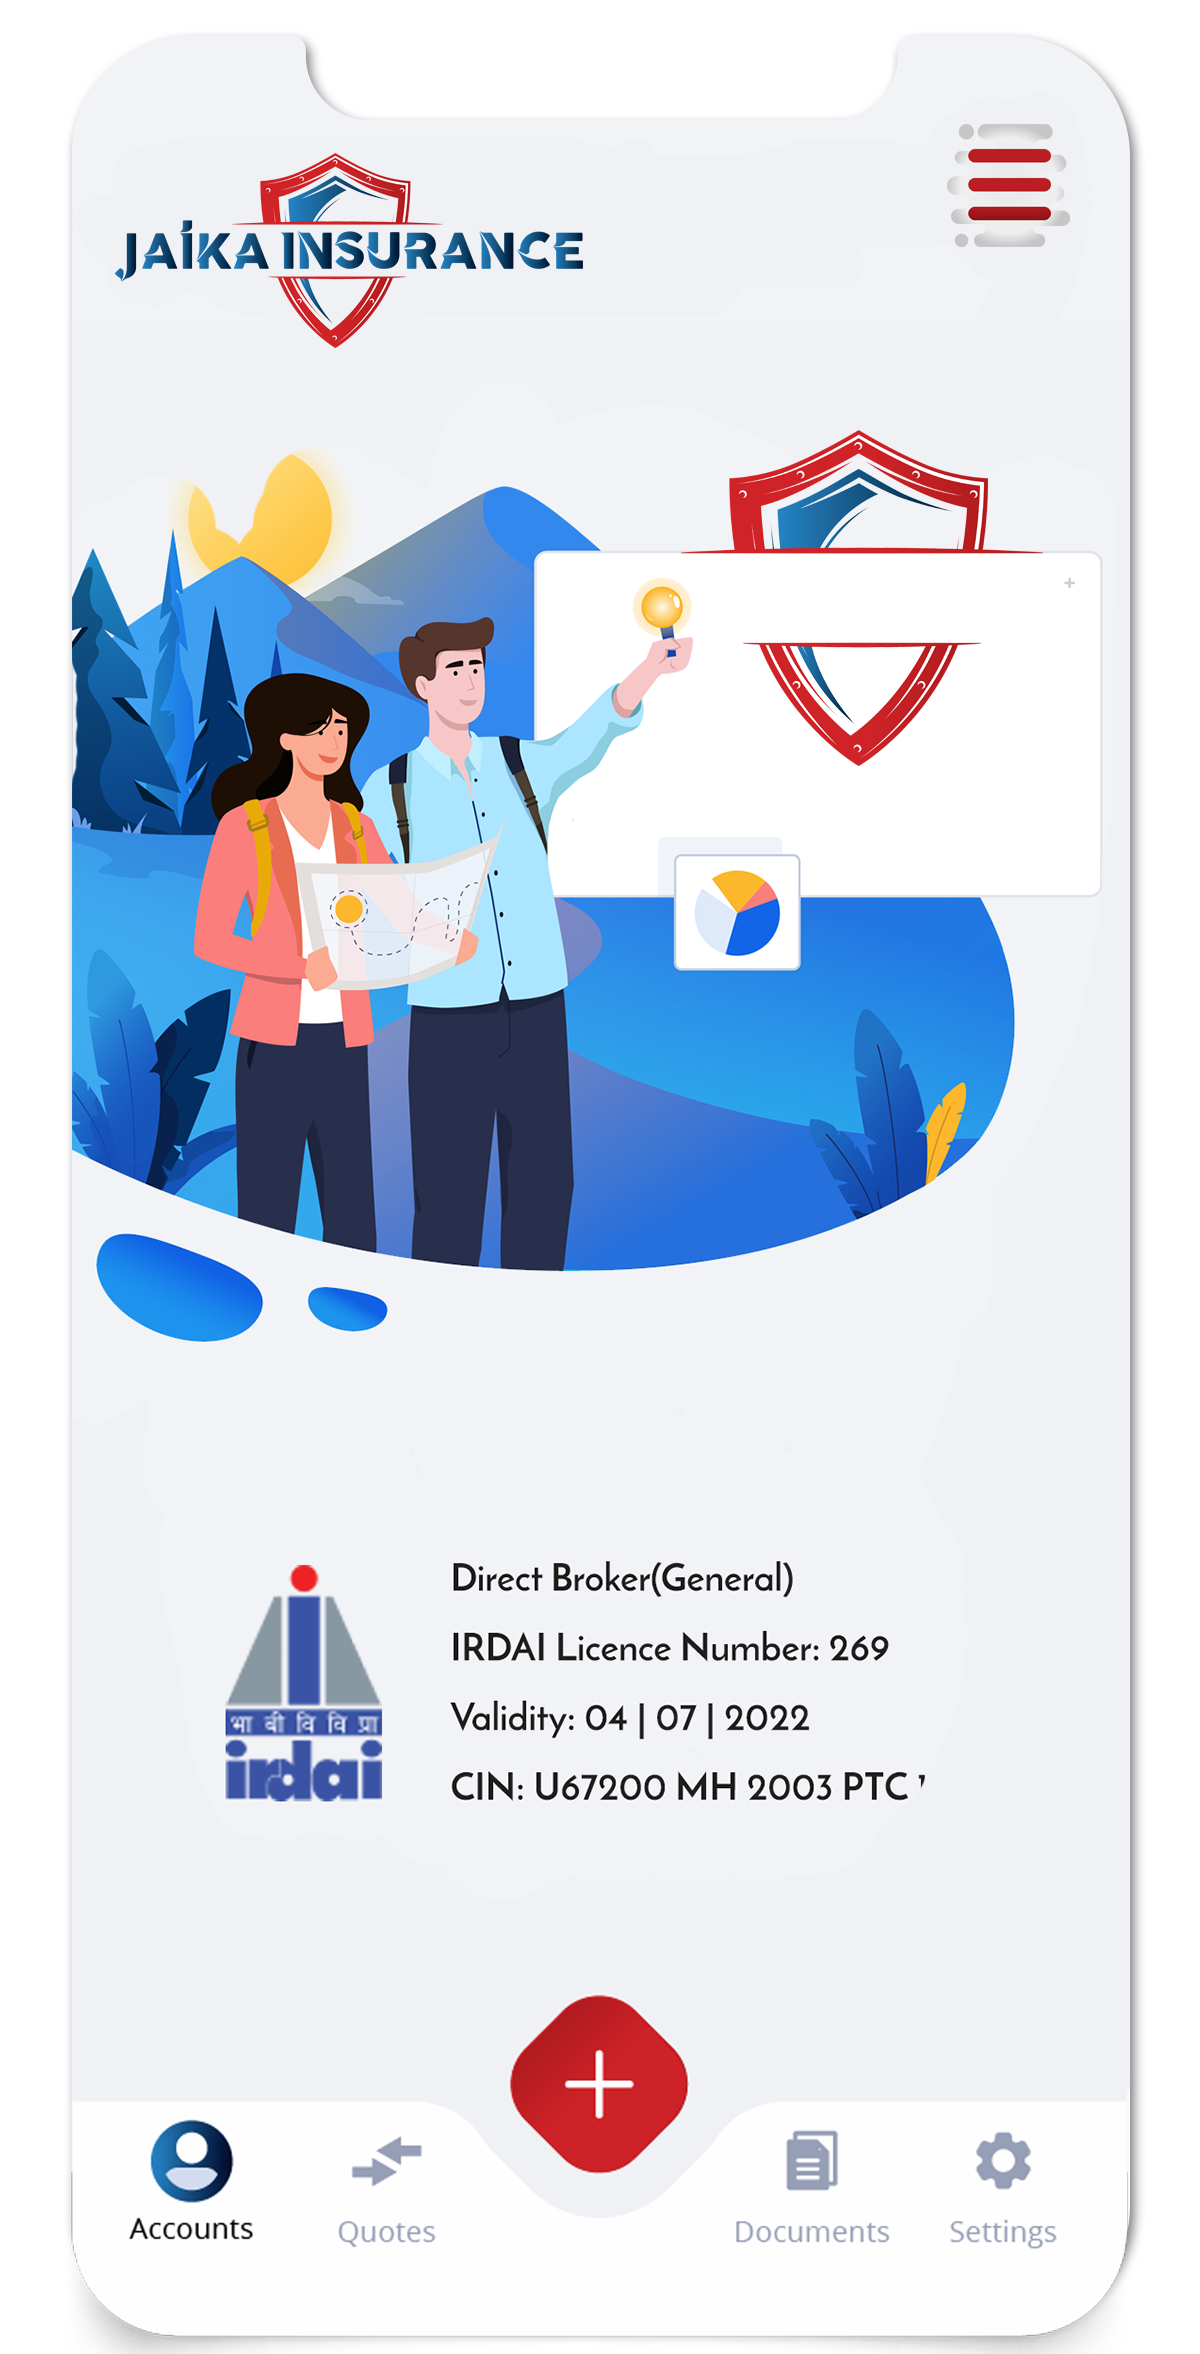 JAIKA INSURANCE
Direct Broker(General)
IRDAI Licence Number: 269
Validity: 04 | 07 | 2022
CIN: U67200 MH 2003 PTC
भा बी वि वि प्रा
irdai
Accounts
Quotes
Documents
Settings